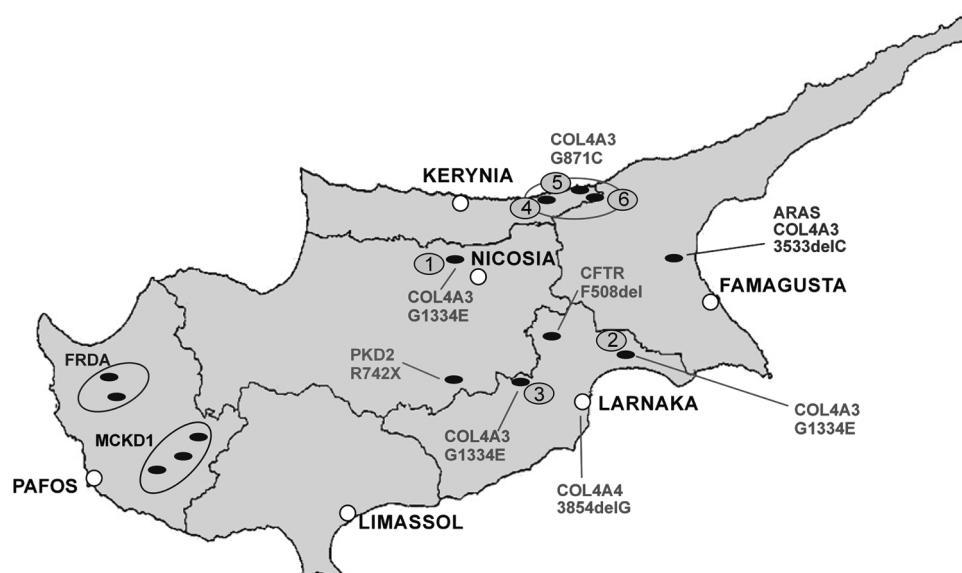 COL4A3
G871C
KERYNIA
5
4
6
ARAS
COL4A3
3533delC
1
NICOSIA
COL4A3
G1334E
CFTR
F508del
FAMAGUSTA
2
FRDA
PKD2
R742X
3
LARNAKA
COL4A3
G1334E
MCKD1
COL4A3
G1334E
PAFOS
COL4A4
3854delG
LIMASSOL